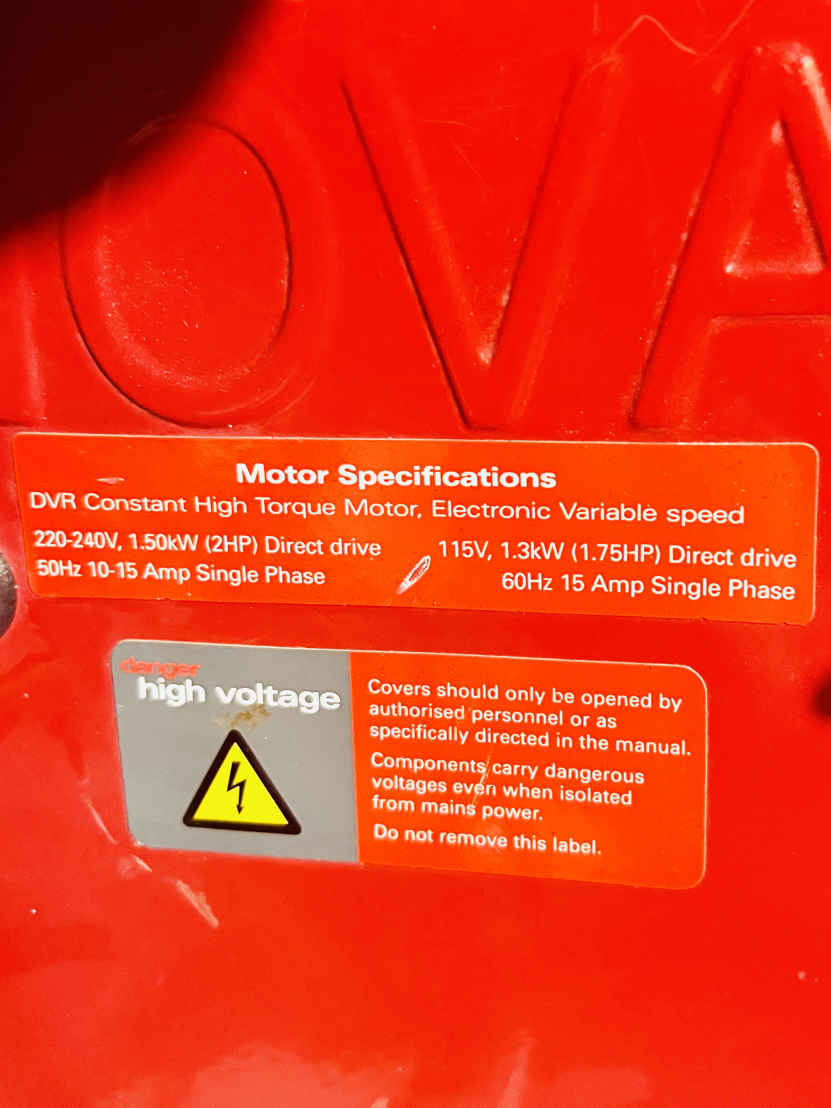 OVA
Motor Specifications
DVR Constant High Torque Motor, Electronic Variable speed
220-240V, 1.50kW (2HP) Direct drive
50Hz 10-15 Amp Single Phase
115V, 1.3kW (1.75HP) Direct drive
60Hz 15 Amp Single Phase
danger
high voltage
Covers should only be opened by
authorised personnel or as
specifically directed in the manual.
Components carry dangerous
voltages even when isolated
from mains power.
Do not remove this label.